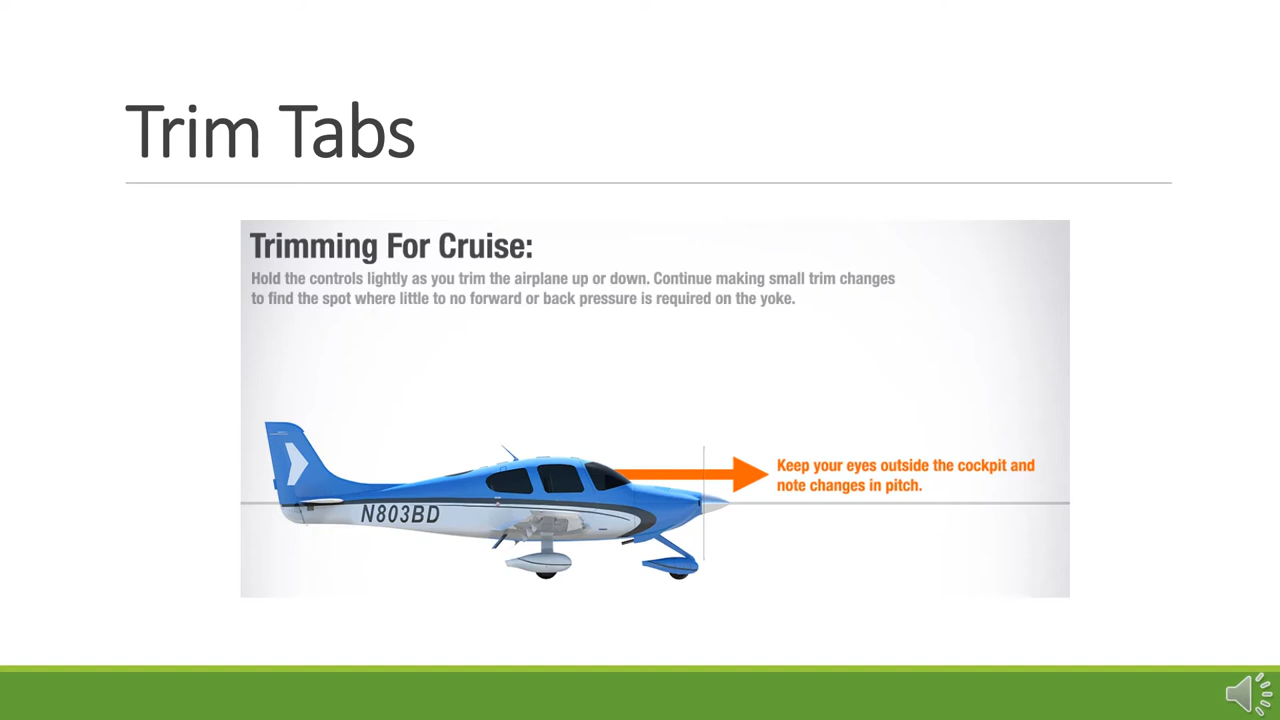 Trim Tabs
Trimming For Cruise:
Hold the controls lightly as you trim the airplane up or down. Continue making small trim changes
to find the spot where little to no forward or back pressure is required on the yoke.
Keep your eyes outside the cockpit and
note changes in pitch.
N803BD